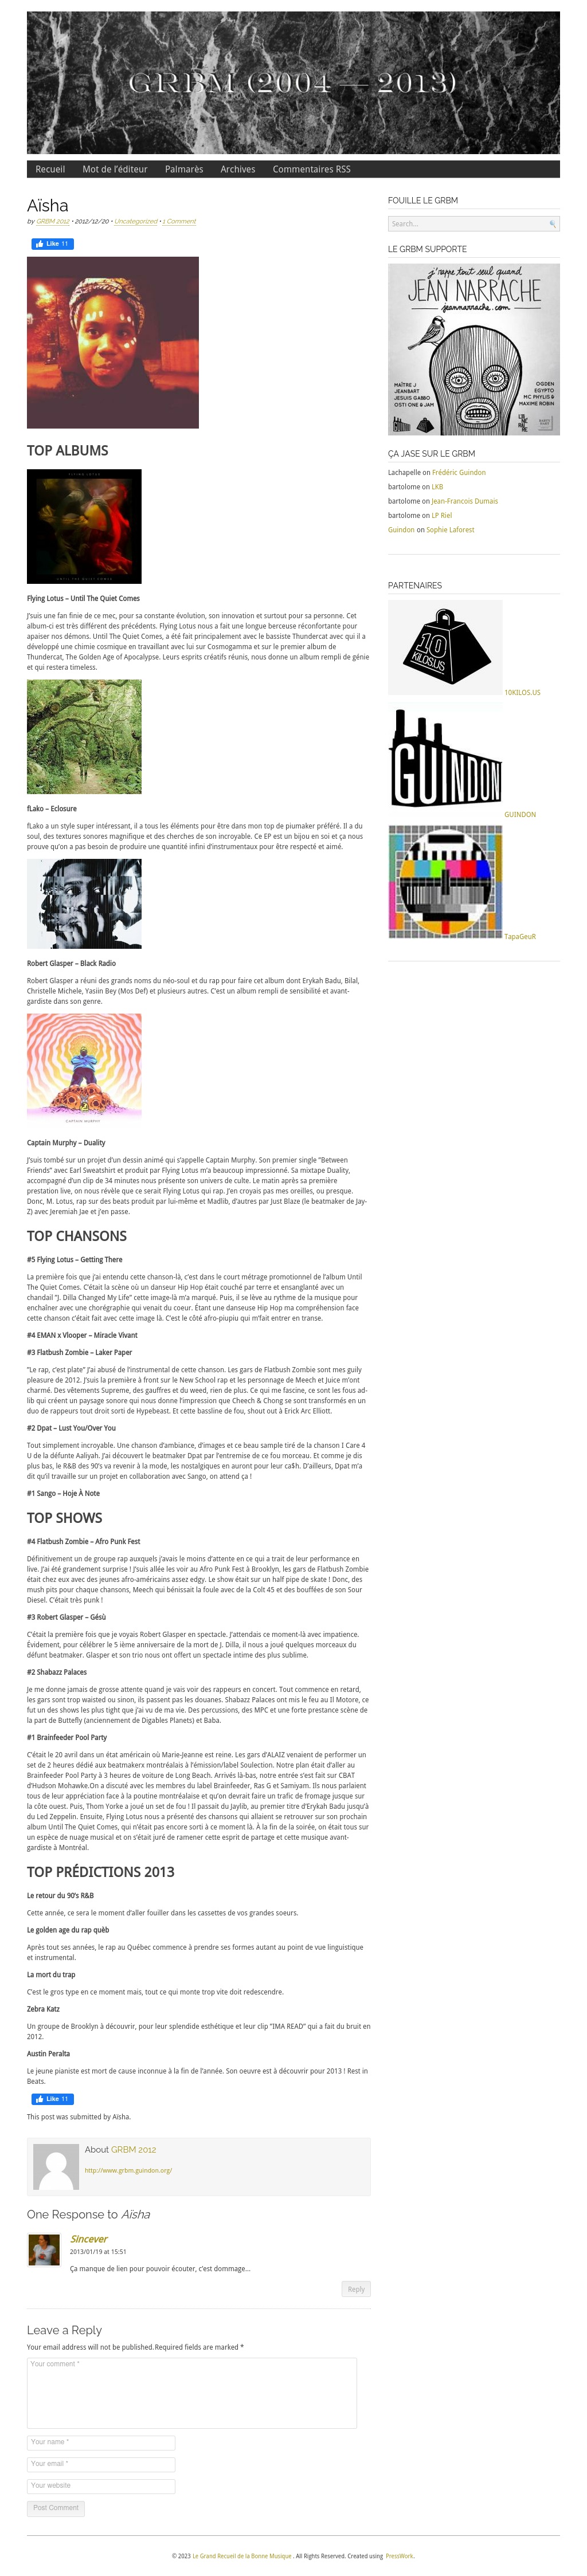 GRBM (2004 — 2013)
Recueil Mot de l'éditeur Palmarès Archives Commentaires RSS
Aïsha
by GRBM 2012 • 2012/12/20 • Uncategorized • 1 Comment
Like 11
TOP ALBUMS
FLYING LOTUS
UNTIL THE QUIET COMES
Flying Lotus – Until The Quiet Comes
J'suis une fan finie de ce mec, pour sa constante évolution, son innovation et surtout pour sa personne. Cet
album-ci est très différent des précédents. Flying Lotus nous a fait une longue berceuse réconfortante pour
apaiser nos démons. Until The Quiet Comes, a été fait principalement avec le bassiste Thundercat avec qui il a
développé une chimie cosmique en travaillant avec lui sur Cosmogramma et sur le premier album de
Thundercat, The Golden Age of Apocalypse. Leurs esprits créatifs réunis, nous donne un album rempli de génie
et qui restera timeless.
fLako – Eclosure
fLako a un style super intéressant, il a tous les éléments pour être dans mon top de piumaker préféré. Il a du
soul, des textures sonores magnifique et des cherches de son incroyable. Ce EP est un bijou en soi et ça nous
prouve qu'on a pas besoin de produire une quantité infini d'instrumentaux pour être respecté et aimé.
Robert Glasper – Black Radio
Robert Glasper a réuni des grands noms du néo-soul et du rap pour faire cet album dont Erykah Badu, Bilal,
Christelle Michele, Yasiin Bey (Mos Def) et plusieurs autres. C'est un album rempli de sensibilité et avant-
gardiste dans son genre.
CAPTAIN MURPHY
Captain Murphy – Duality
J'suis tombé sur un projet d'un dessin animé qui s'appelle Captain Murphy. Son premier single "Between
Friends" avec Earl Sweatshirt et produit par Flying Lotus m'a beaucoup impressionné. Sa mixtape Duality,
accompagné d'un clip de 34 minutes nous présente son univers de culte. Le matin après sa première
prestation live, on nous révèle que ce serait Flying Lotus qui rap. J'en croyais pas mes oreilles, ou presque.
Donc, M. Lotus, rap sur des beats produit par lui-même et Madlib, d'autres par Just Blaze (le beatmaker de Jay-
Z) avec Jeremiah Jae et j'en passe.
TOP CHANSONS
#5 Flying Lotus – Getting There
La première fois que j'ai entendu cette chanson-là, c'est dans le court métrage promotionnel de l'album Until
The Quiet Comes. C'était la scène où un danseur Hip Hop était touché par terre et ensanglanté avec un
chandail "J. Dilla Changed My Life" cette image-là m'a marqué. Puis, il se lève au rythme de la musique pour
enchaîner avec une chorégraphie qui venait du coeur. Étant une danseuse Hip Hop ma compréhension face
cette chanson c'était fait avec cette image là. C'est le côté afro-piupiu qui m'fait entrer en transe.
#4 EMAN x Vlooper – Miracle Vivant
#3 Flatbush Zombie – Laker Paper
"Le rap, c'est plate" J'ai abusé de l'instrumental de cette chanson. Les gars de Flatbush Zombie sont mes guily
pleasure de 2012. J'suis la première à front sur le New School rap et les personnage de Meech et Juice m'ont
charmé. Des vêtements Supreme, des gauffres et du weed, rien de plus. Ce qui me fascine, ce sont les fous ad-
lib qui créent un paysage sonore qui nous donne l'impression que Cheech & Chong se sont transformés en un
duo de rappeurs tout droit sorti de Hypebeast. Et cette bassline de fou, shout out à Erick Arc Elliott.
#2 Dpat – Lust You/Over You
Tout simplement incroyable. Une chanson d'ambiance, d'images et ce beau sample tiré de la chanson I Care 4
U de la défunte Aaliyah. J'ai découvert le beatmaker Dpat par l'entremise de ce fou morceau. Et comme je dis
plus bas, le R&B des 90's va revenir à la mode, les nostalgiques en auront pour leur ca$h. D'ailleurs, Dpat m'a
dit qu'il travaille sur un projet en collaboration avec Sango, on attend ça !
#1 Sango – Hoje À Note
TOP SHOWS
#4 Flatbush Zombie – Afro Punk Fest
Définitivement un de groupe rap auxquels j'avais le moins d'attente en ce qui a trait de leur performance en
live. J'ai été grandement surprise ! J'suis allée les voir au Afro Punk Fest à Brooklyn, les gars de Flatbush Zombie
était chez eux avec des jeunes afro-américains assez edgy. Le show était sur un half pipe de skate ! Donc, des
mush pits pour chaque chansons, Meech qui bénissait la foule avec de la Colt 45 et des bouffées de son Sour
Diesel. C'était très punk !
#3 Robert Glasper – Gésù
C'était la première fois que je voyais Robert Glasper en spectacle. J'attendais ce moment-là avec impatience.
Évidement, pour célébrer le 5 ième anniversaire de la mort de J. Dilla, il nous a joué quelques morceaux du
défunt beatmaker. Glasper et son trio nous ont offert un spectacle intime des plus sublime.
#2 Shabazz Palaces
Je me donne jamais de grosse attente quand je vais voir des rappeurs en concert. Tout commence en retard,
les gars sont trop waisted ou sinon, ils passent pas les douanes. Shabazz Palaces ont mis le feu au Il Motore, ce
fut un des shows les plus tight que j'ai vu de ma vie. Des percussions, des MPC et une forte prestance scène de
la part de Butteﬂy (anciennement de Digables Planets) et Baba.
#1 Brainfeeder Pool Party
C'était le 20 avril dans un état américain où Marie-Jeanne est reine. Les gars d'ALAIZ venaient de performer un
set de 2 heures dédié aux beatmakerx montréalais à l'émission/label Soulection. Notre plan était d'aller au
Brainfeeder Pool Party à 3 heures de voiture de Long Beach. Arrivés là-bas, notre entrée s'est fait sur CBAT
d'Hudson Mohawke.On a discuté avec les membres du label Brainfeeder, Ras G et Samiyam. Ils nous parlaient
tous de leur appréciation face à la poutine montréalaise et qu'on devrait faire un trafic de fromage jusque sur
la côte ouest. Puis, Thom Yorke a joué un set de fou ! Il passait du Jaylib, au premier titre d'Erykah Badu jusqu'à
du Led Zeppelin. Ensuite, Flying Lotus nous a présenté des chansons qui allaient se retrouver sur son prochain
album Until The Quiet Comes, qui n'était pas encore sorti à ce moment là. À la fin de la soirée, on était tous sur
un espèce de nuage musical et on s'était juré de ramener cette esprit de partage et cette musique avant-
gardiste à Montréal.
TOP PRÉDICTIONS 2013
Le retour du 90's R&B
Cette année, ce sera le moment d'aller fouiller dans les cassettes de vos grandes soeurs.
Le golden age du rap québ
Après tout ses années, le rap au Québec commence à prendre ses formes autant au point de vue linguistique
et instrumental.
La mort du trap
C'est le gros type en ce moment mais, tout ce qui monte trop vite doit redescendre.
Zebra Katz
Un groupe de Brooklyn à découvrir, pour leur splendide esthétique et leur clip "IMA READ" qui a fait du bruit en
2012.
Austin Peralta
Le jeune pianiste est mort de cause inconnue à la fin de l'année. Son oeuvre est à découvrir pour 2013 ! Rest in
Beats.
Like 11
This post was submitted by Aïsha.
About GRBM 2012
http://www.grbm.guindon.org/
One Response to Aïsha
Sincever
2013/01/19 at 15:51
Ça manque de lien pour pouvoir écouter, c'est dommage...
Reply
Leave a Reply
Your email address will not be published.Required fields are marked *
Your comment *
Your name *
Your email *
Your website
Post Comment
FOUILLE LE GRBM
Search...
LE GRBM SUPPORTE
j'rappe tout seul quand
JEAN NARRACHE
jeannarrache.com
MAÎTRE J
JEANBART
JESUIS GABBO
OSTI ONE & JAM
OGDEN
EGYPTO
MC PHYLIS &
MAXIME ROBIN
ÇA JASE SUR LE GRBM
Lachapelle on Frédéric Guindon
bartolome on LKB
bartolome on Jean-Francois Dumais
bartolome on LP Riel
Guindon on Sophie Laforest
PARTENAIRES
10
KILOS.US
10KILOS.US
GUINDON
GUINDON
TapaGeuR
© 2023 Le Grand Recueil de la Bonne Musique . All Rights Reserved. Created using PressWork.